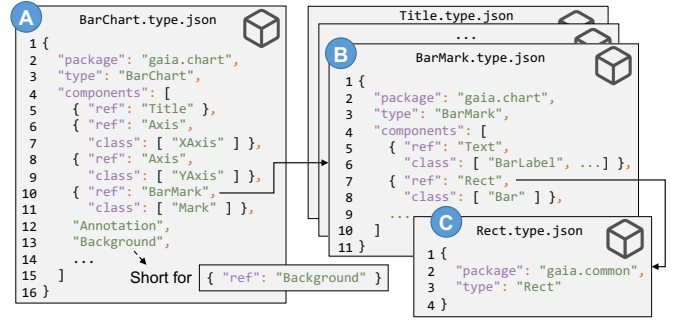 A
BarChart.type.json
1 {
2 "package": "gaia.chart",
3 "type": "BarChart",
4 "components": [
5 { "ref": "Title" },
6 { "ref": "Axis",
7 "class": [ "XAxis" ] },
8 { "ref": "Axis",
9 "class": [ "YAxis" ] },
10 { "ref": "BarMark",
11 "class": [ "Mark" ] },
12 "Annotation",
13 "Background",
14 ...
15 ]
16 }
Short for
{ "ref": "Background" }
Title.type.json
...
B
BarMark.type.json
1 {
2 "package": "gaia.chart",
3 "type": "BarMark",
4 "components": [
5 { "ref": "Text",
6 "class": [ "BarLabel", ...] },
7 { "ref": "Rect",
8 "class": [ "Bar" ] },
9 ...
10 ]
11 }
C
Rect.type.json
1 {
2 "package": "gaia.common",
3 "type": "Rect"
4 }